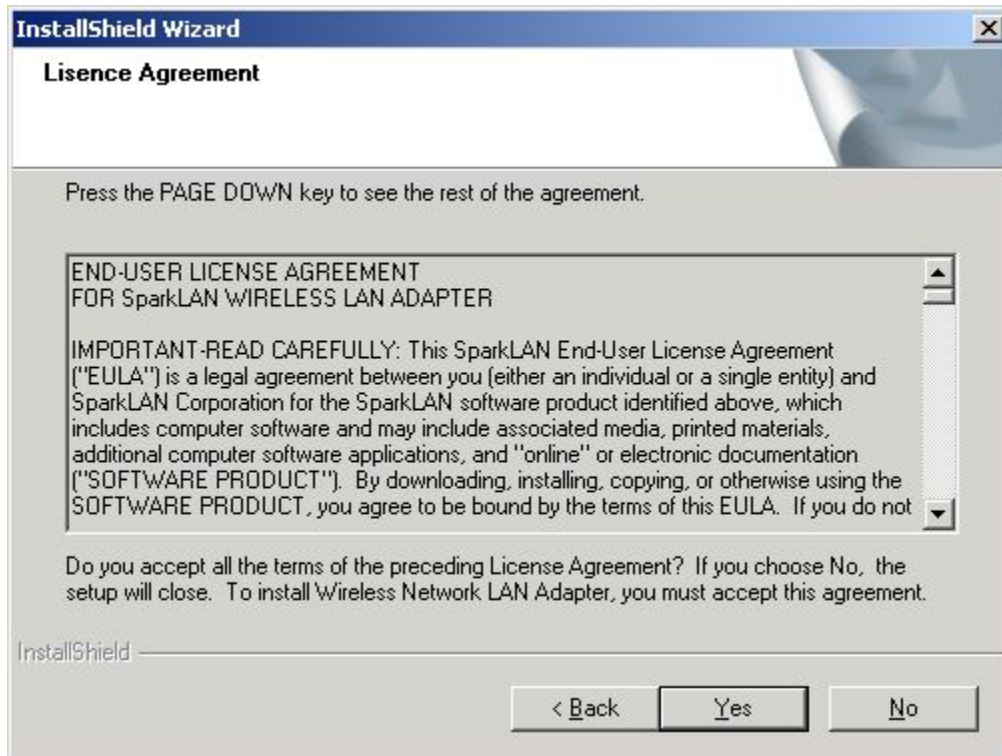 InstallShield Wizard
Lisence Agreement
Press the PAGE DOWN key to see the rest of the agreement.
END-USER LICENSE AGREEMENT
FOR SparkLAN WIRELESS LAN ADAPTER
IMPORTANT-READ CAREFULLY: This SparkLAN End-User License Agreement
("EULA") is a legal agreement between you (either an individual or a single entity) and
SparkLAN Corporation for the SparkLAN software product identified above, which
includes computer software and may include associated media, printed materials,
additional computer software applications, and "online" or electronic documentation
("SOFTWARE PRODUCT").  By downloading, installing, copying, or otherwise using the
SOFTWARE PRODUCT, you agree to be bound by the terms of this EULA.  If you do not
Do you accept all the terms of the preceding License Agreement?  If you choose No,  the
setup will close.  To install Wireless Network LAN Adapter, you must accept this agreement.
InstallShield
< Back
Yes
No